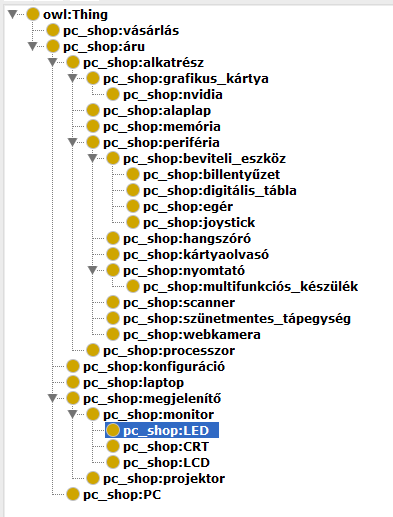 owl:Thing
pc_shop:vásárlás
pc_shop:áru
pc_shop:alkatrész
pc_shop:grafikus_kártya
pc_shop:nvidia
pc_shop:alaplap
pc_shop:memória
pc_shop:periféria
pc_shop:beviteli_eszköz
pc_shop:billentyűzet
pc_shop:digitális_tábla
pc_shop:egér
pc_shop:joystick
pc_shop:hangszóró
pc_shop:kártyaolvasó
pc_shop:nyomtató
pc_shop:multifunkciós_készülék
pc_shop:scanner
pc_shop:szünetmentes_tápegység
pc_shop:webkamera
pc_shop:processzor
pc_shop:konfiguráció
pc_shop:laptop
pc_shop:megjelenítő
pc_shop:monitor
pc_shop:LED
pc_shop:CRT
pc_shop:LCD
pc_shop:projektor
pc_shop:PC